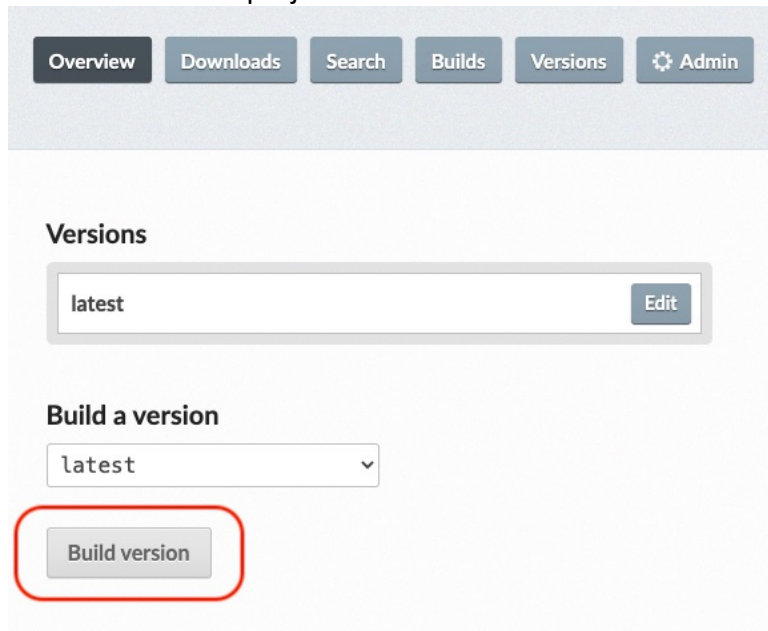 Overview Downloads Search Builds Versions Admin
Versions
latest Edit
Build a version
latest
Build version